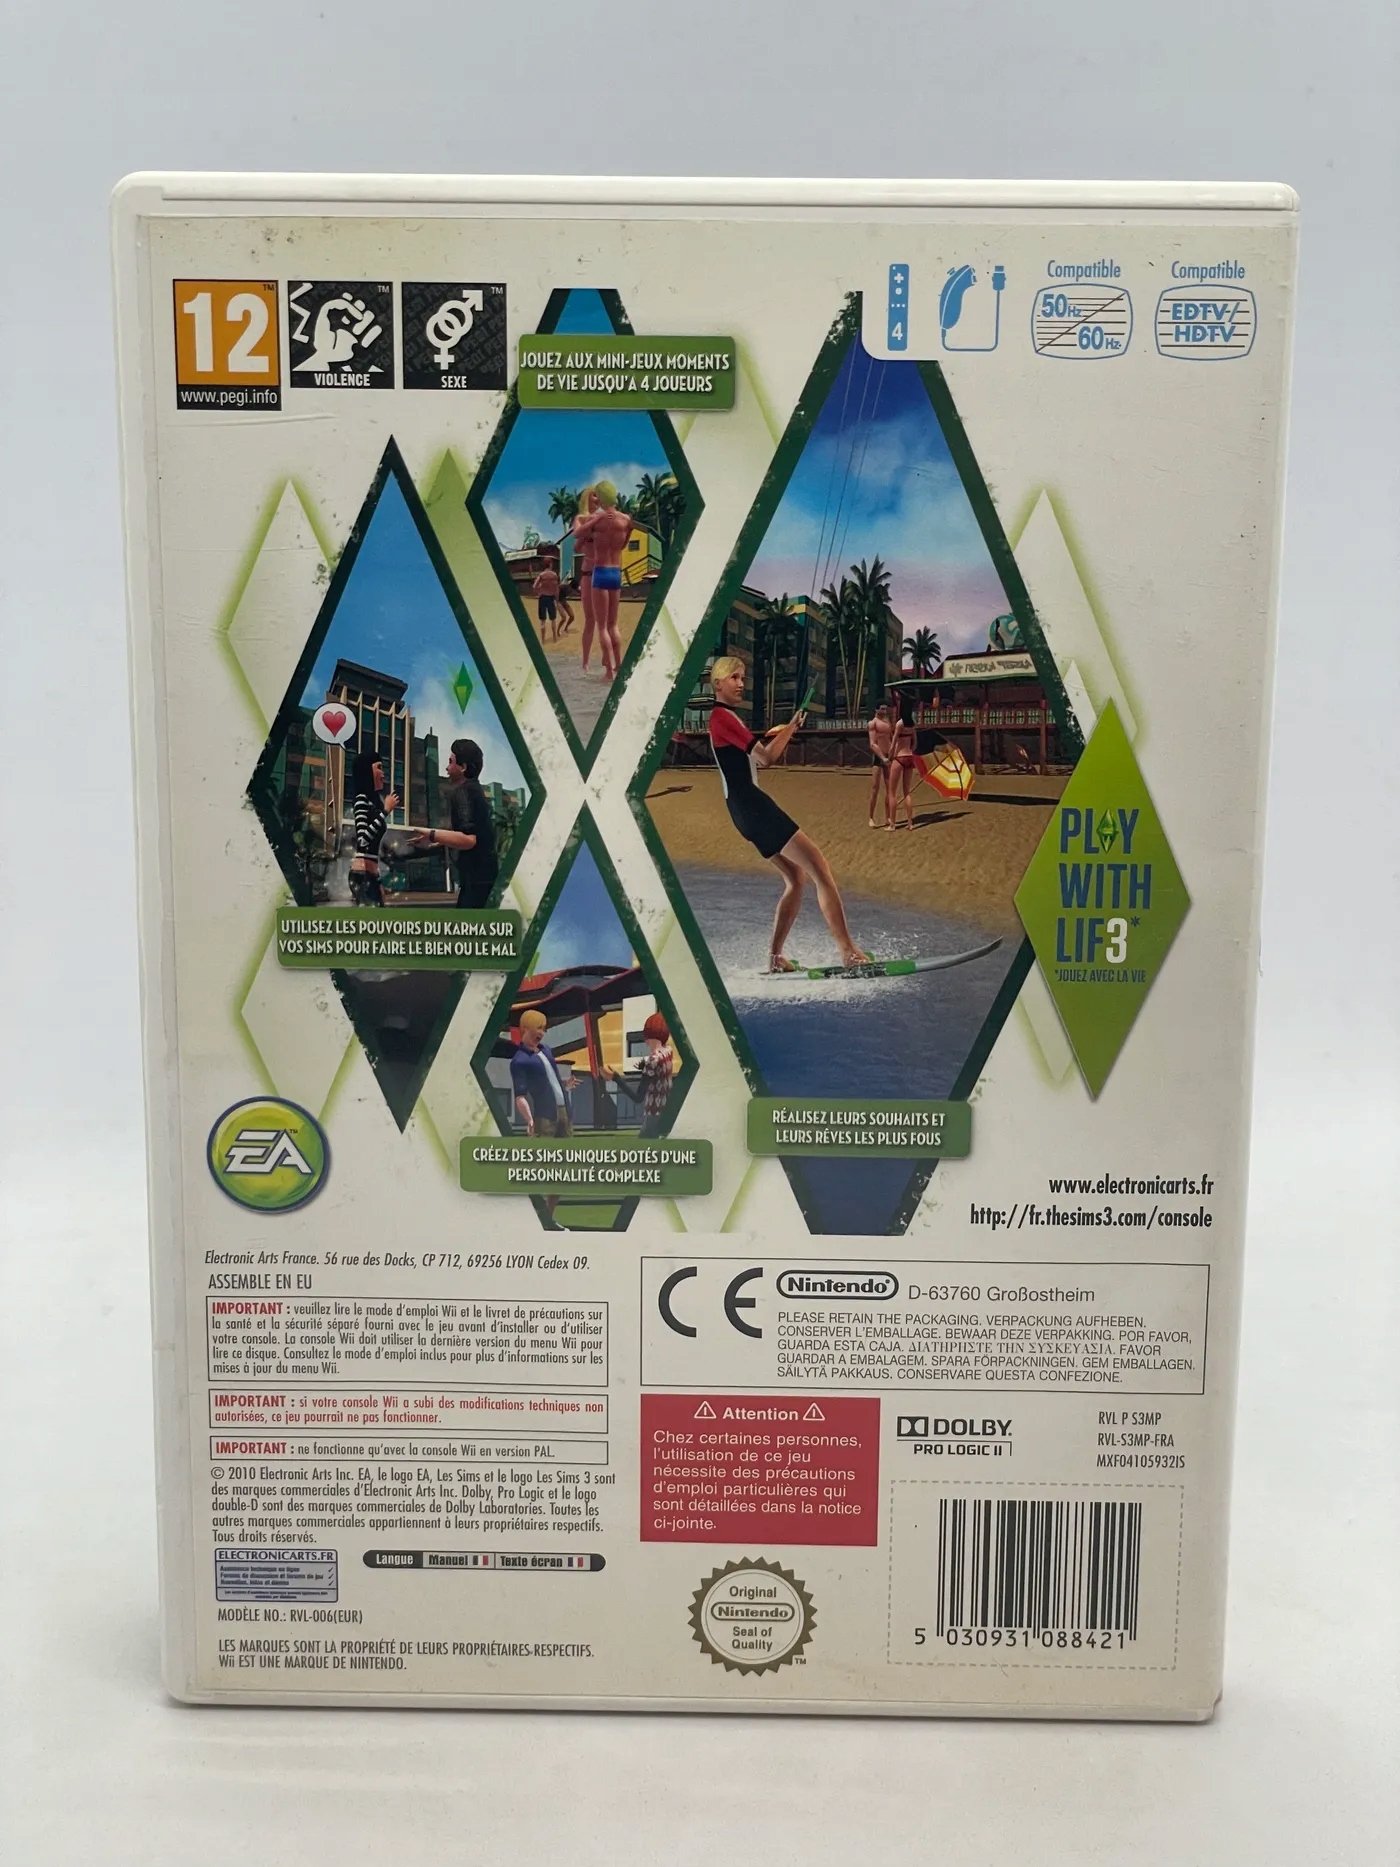 12
www.pegi.info
VIOLENCE
SEXE
TM
TM
TM
4
Compatible
50Hz
60Hz
Compatible
EDTV/
HDTV
JOUEZ AUX MINI-JEUX MOMENTS
DE VIE JUSQU'A 4 JOUEURS
UTILISEZ LES POUVOIRS DU KARMA SUR
VOS SIMS POUR FAIRE LE BIEN OU LE MAL
PLAY
WITH
LIF3*
*JOUEZ AVEC LA VIE
CRÉEZ DES SIMS UNIQUES DOTÉS D'UNE
PERSONNALITÉ COMPLEXE
RÉALISEZ LEURS SOUHAITS ET
LEURS RÊVES LES PLUS FOUS
EA™
www.electronicarts.fr
http://fr.thesims3.com/console
Electronic Arts France. 56 rue des Docks, CP 712, 69256 LYON Cedex 09.
ASSEMBLE EN EU
IMPORTANT : veuillez lire le mode d'emploi Wii et le livret de précautions sur
la santé et la sécurité séparé fourni avec le jeu avant d'installer ou d'utiliser
votre console. La console Wii doit utiliser la dernière version du menu Wii pour
lire ce disque. Consultez le mode d'emploi inclus pour plus d'informations sur les
mises à jour du menu Wii.
IMPORTANT : si votre console Wii a subi des modifications techniques non
autorisées, ce jeu pourrait ne pas fonctionner.
IMPORTANT : ne fonctionne qu'avec la console Wii en version PAL.
© 2010 Electronic Arts Inc. EA, le logo EA, Les Sims et le logo Les Sims 3 sont
des marques commerciales d'Electronic Arts Inc. Dolby, Pro Logic et le logo
double-D sont des marques commerciales de Dolby Laboratories. Toutes les
autres marques commerciales appartiennent à leurs propriétaires respectifs.
Tous droits réservés.
ELECTRONICARTS.FR
Assistance technique en ligne
Forums de discussion et forums de jeu
Langue
Manuel
Texte écran
MODÈLE NO.: RVL-006(EUR)
LES MARQUES SONT LA PROPRIÉTÉ DE LEURS PROPRIÉTAIRES RESPECTIFS.
Wii EST UNE MARQUE DE NINTENDO.
CE
Nintendo®
D-63760 Großostheim
PLEASE RETAIN THE PACKAGING. VERPACKUNG AUFHEBEN.
CONSERVER L'EMBALLAGE. BEWAAR DEZE VERPAKKING. POR FAVOR,
GUARDA ESTA CAJA. ΔΙΑΤΗΡΗΣΤΕ ΤΗΝ ΣΥΣΚΕΥΑΣΙΑ. FAVOR
GUARDAR A EMBALAGEM. SPARA FÖRPACKNINGEN. GEM EMBALLAGEN.
SÄILYTÄ PAKKAUS. CONSERVARE QUESTA CONFEZIONE.
⚠ Attention ⚠
Chez certaines personnes,
l'utilisation de ce jeu
nécessite des précautions
d'emploi particulières qui
sont détaillées dans la notice
ci-jointe.
DOLBY.
PRO LOGIC II
RVL P S3MP
RVL-S3MP-FRA
MXF04105932IS
Original
Nintendo
Seal of
Quality
TM
5 030931 088421